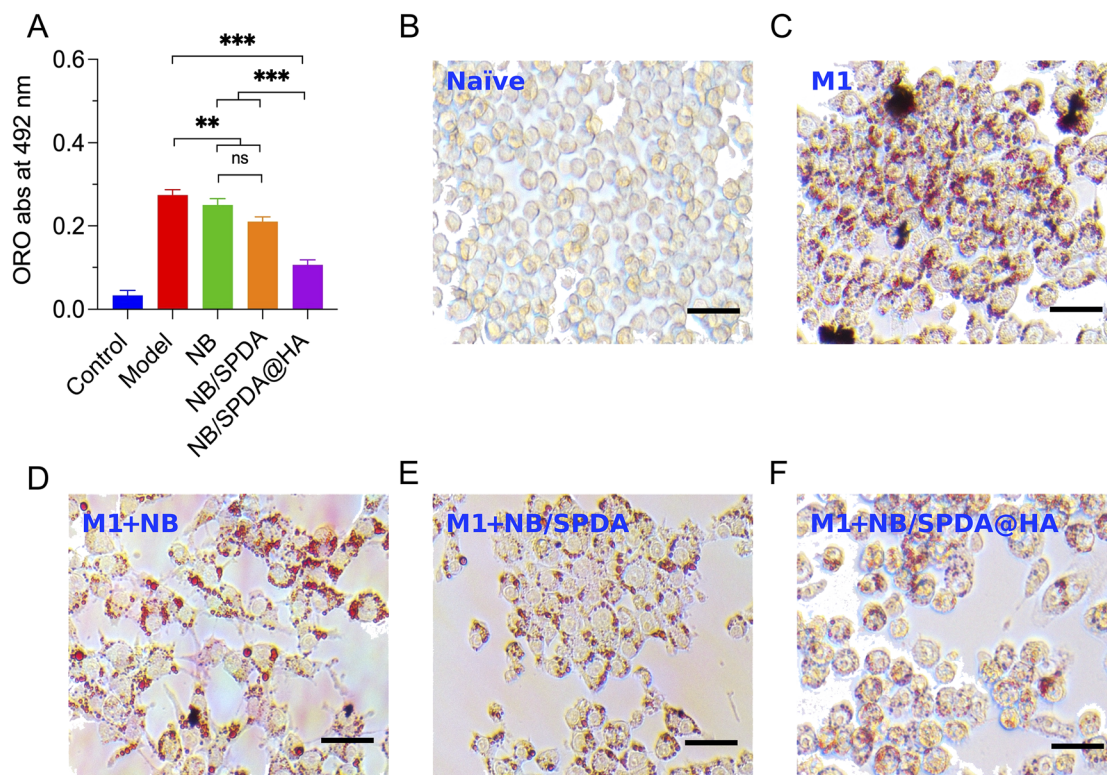 A
ORO abs at 492 nm
0.6
0.4
0.2
0.0
***
***
**
ns
Control
Model
NB
NB/SPDA
NB/SPDA@HA
B
Naïve
C
M1
D
M1+NB
E
M1+NB/SPDA
F
M1+NB/SPDA@HA